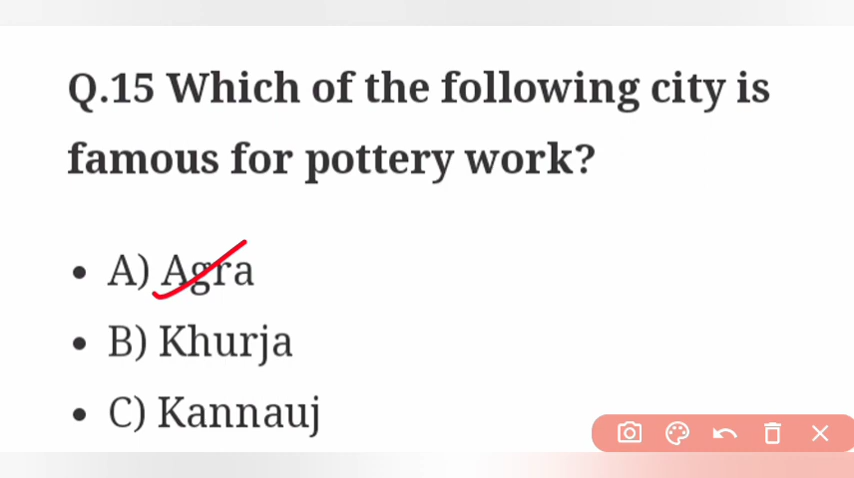 Q.15 Which of the following city is
famous for pottery work?
• A) Agra
• B) Khurja
• C) Kannauj